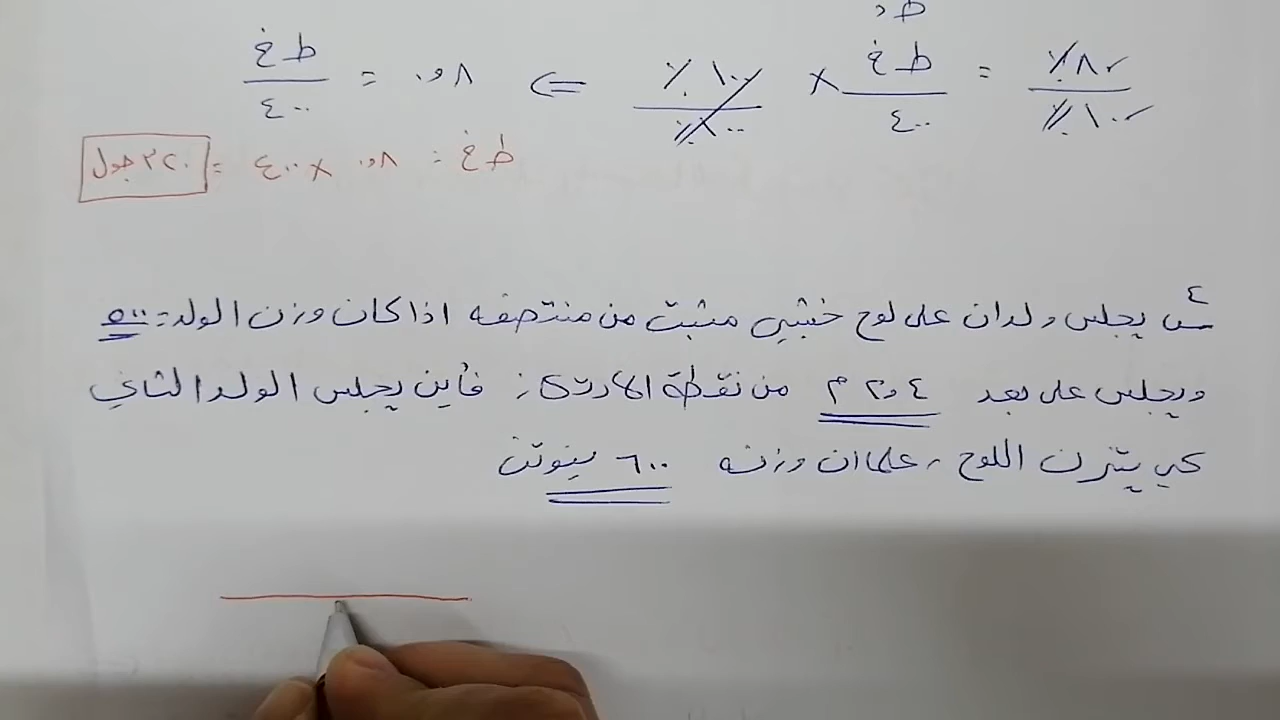 ط د
٪٨٠ / ٪١٠٠ = ط خ / ٤٠٠ × ٪١٠٠ / ٪١٠٠ ⇐ ٠٫٨ = ط خ / ٤٠٠
ط خ = ٠٫٨ × ٤٠٠ = ٣٢٠ جول
س٤ يجلس ولدان على لوح خشبي مثبت من منتصفه اذا كان وزن الولد = ٥٠٠
ويجلس على بعد ٢٫٤ م من نقطة الارتكاز فأين يجلس الولد الثاني
كي يتزن اللوح، علما ان وزنه ٦٠٠ نيوتن